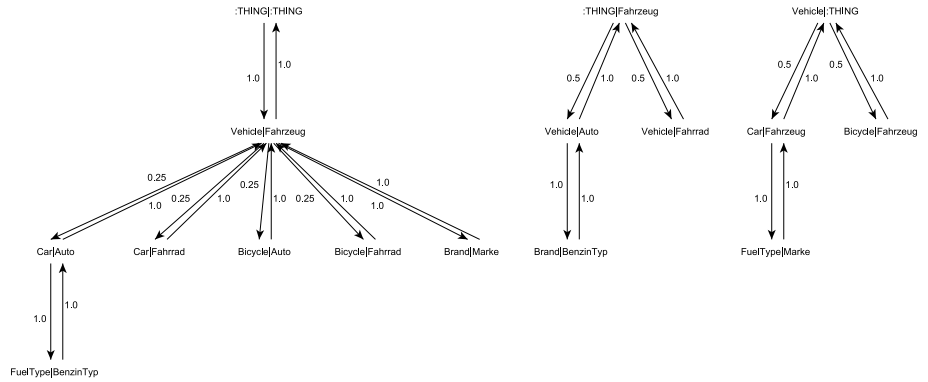 :THING|:THING :THING|Fahrzeug Vehicle|:THING
1.0 1.0 0.5 1.0 0.5 1.0 0.5 1.0 0.5 1.0
Vehicle|Fahrzeug Vehicle|Auto Vehicle|Fahrrad Car|Fahrzeug Bicycle|Fahrzeug
0.25 1.0 0.25 1.0 0.25 1.0 0.25 1.0 1.0 1.0 1.0 1.0 1.0 1.0
Car|Auto Car|Fahrrad Bicycle|Auto Bicycle|Fahrrad Brand|Marke Brand|BenzinTyp FuelType|Marke
1.0 1.0
FuelType|BenzinTyp